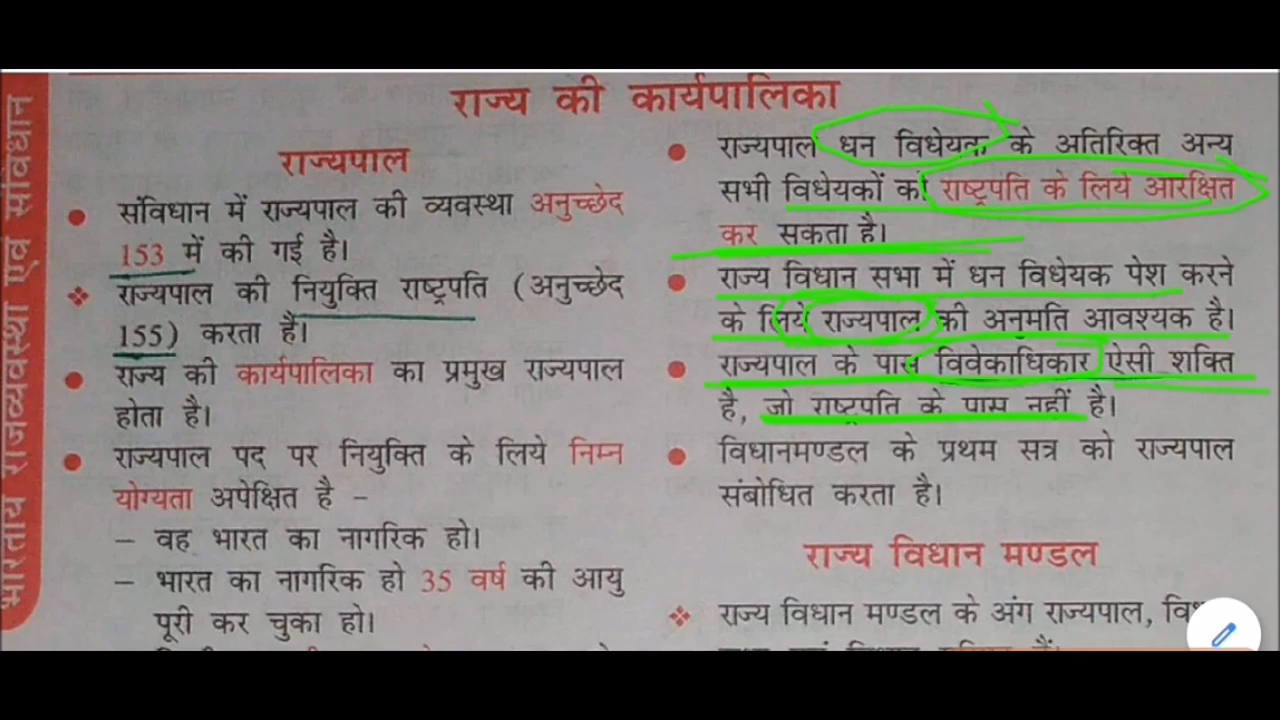 भारतीय राजव्यवस्था एवं संविधान
राज्य की कार्यपालिका
राज्यपाल
● संविधान में राज्यपाल की व्यवस्था अनुच्छेद
153 में की गई है।
❖ राज्यपाल की नियुक्ति राष्ट्रपति (अनुच्छेद
155) करता है।
● राज्य की कार्यपालिका का प्रमुख राज्यपाल
होता है।
● राज्यपाल पद पर नियुक्ति के लिये निम्न
योग्यता अपेक्षित है –
– वह भारत का नागरिक हो।
– भारत का नागरिक हो 35 वर्ष की आयु
पूरी कर चुका हो।
● राज्यपाल धन विधेयक के अतिरिक्त अन्य
सभी विधेयकों को राष्ट्रपति के लिये आरक्षित
कर सकता है।
● राज्य विधान सभा में धन विधेयक पेश करने
के लिये राज्यपाल की अनुमति आवश्यक है।
● राज्यपाल के पास विवेकाधिकार ऐसी शक्ति
है, जो राष्ट्रपति के पास नहीं है।
● विधानमण्डल के प्रथम सत्र को राज्यपाल
संबोधित करता है।
राज्य विधान मण्डल
❖ राज्य विधान मण्डल के अंग राज्यपाल,